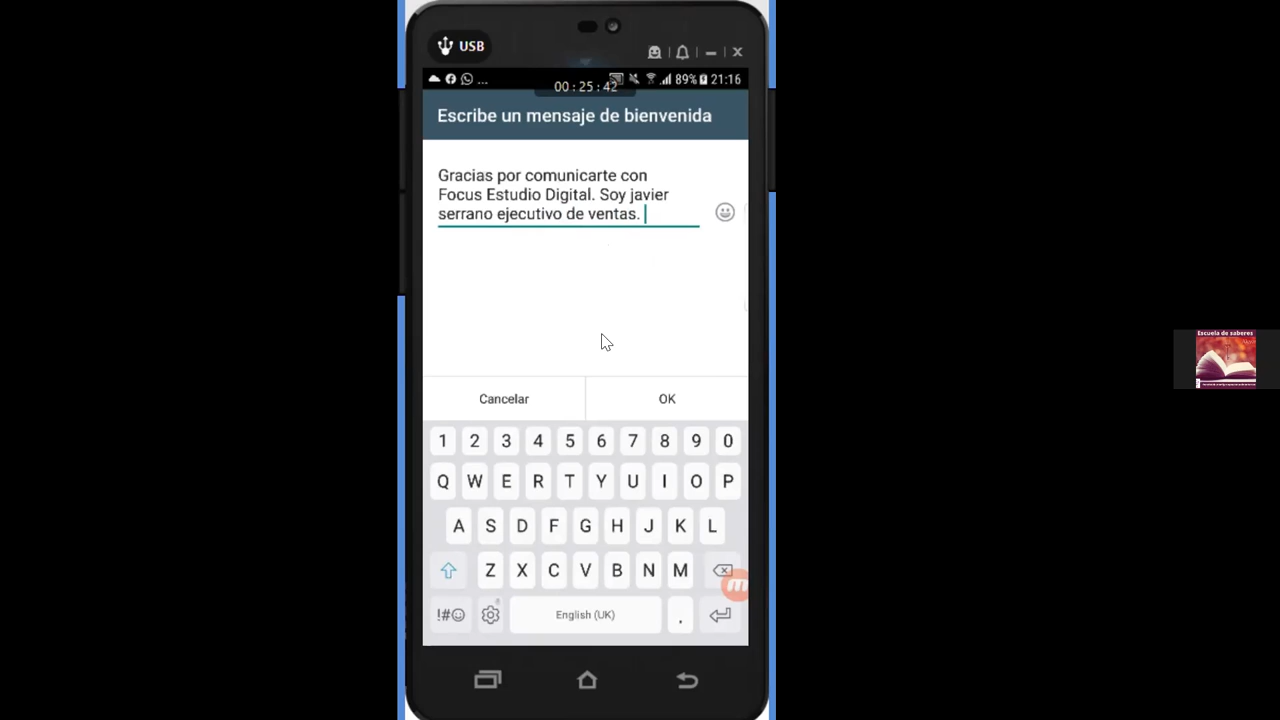 USB
... 89% 21:16
00:25:42
Escribe un mensaje de bienvenida
Gracias por comunicarte con
Focus Estudio Digital. Soy javier
serrano ejecutivo de ventas.
Cancelar OK
1 2 3 4 5 6 7 8 9 0
Q W E R T Y U I O P
A S D F G H J K L
Z X C V B N M
!#☺ English (UK) .
Escuela de saberes